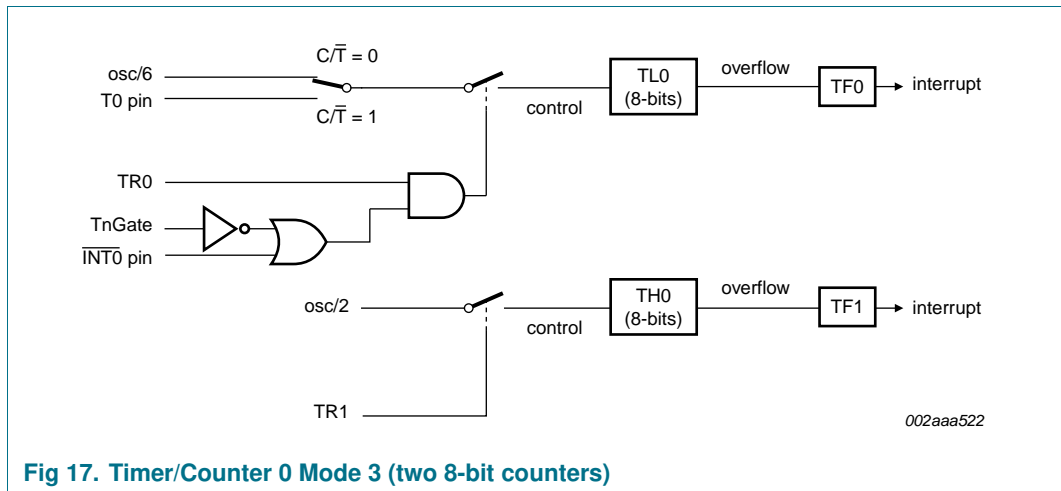 C/T̅ = 0
osc/6
T0 pin
C/T̅ = 1
control
TL0
(8-bits)
overflow
TF0
interrupt
TR0
TnGate
I̅N̅T̅0̅ pin
osc/2
control
TH0
(8-bits)
overflow
TF1
interrupt
TR1
002aaa522
Fig 17. Timer/Counter 0 Mode 3 (two 8-bit counters)